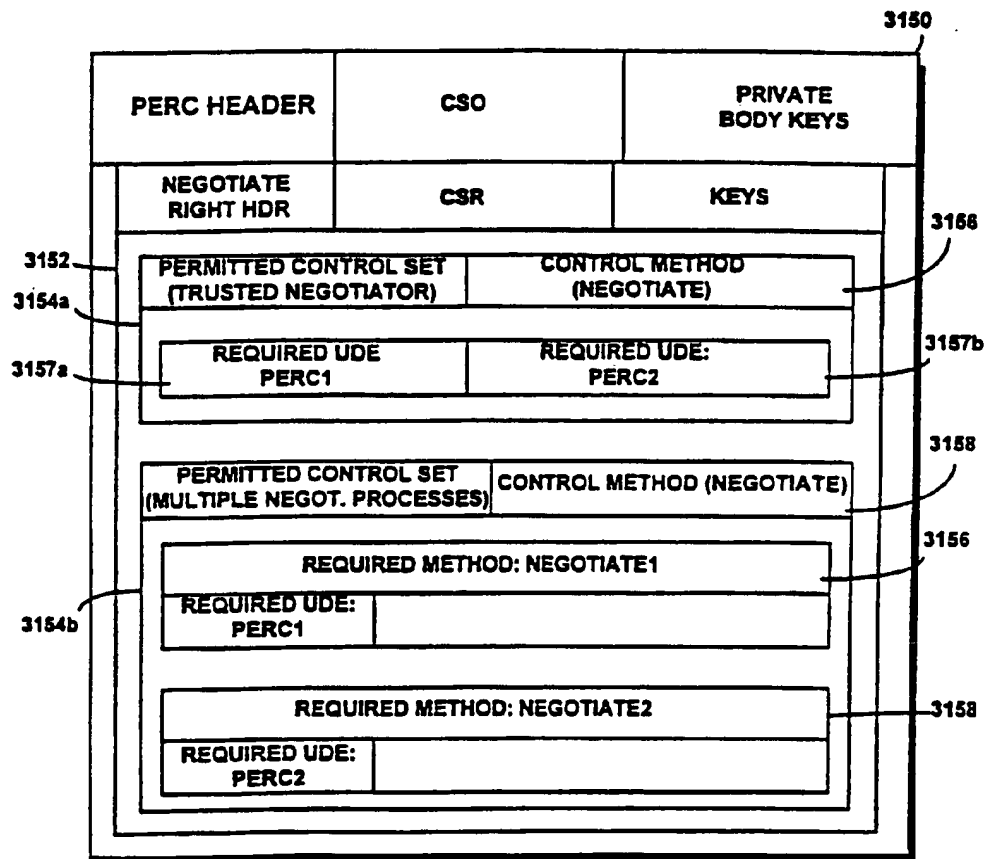 3150
PERC HEADER
CSO
PRIVATE
BODY KEYS
NEGOTIATE
RIGHT HDR
CSR
KEYS
3166
3152
PERMITTED CONTROL SET
(TRUSTED NEGOTIATOR)
CONTROL METHOD
(NEGOTIATE)
3154a
REQUIRED UDE
PERC1
REQUIRED UDE:
PERC2
3157b
3157a
3158
PERMITTED CONTROL SET
(MULTIPLE NEGOT. PROCESSES)
CONTROL METHOD (NEGOTIATE)
3156
REQUIRED METHOD: NEGOTIATE1
REQUIRED UDE:
PERC1
3154b
REQUIRED METHOD: NEGOTIATE2
3158
REQUIRED UDE:
PERC2